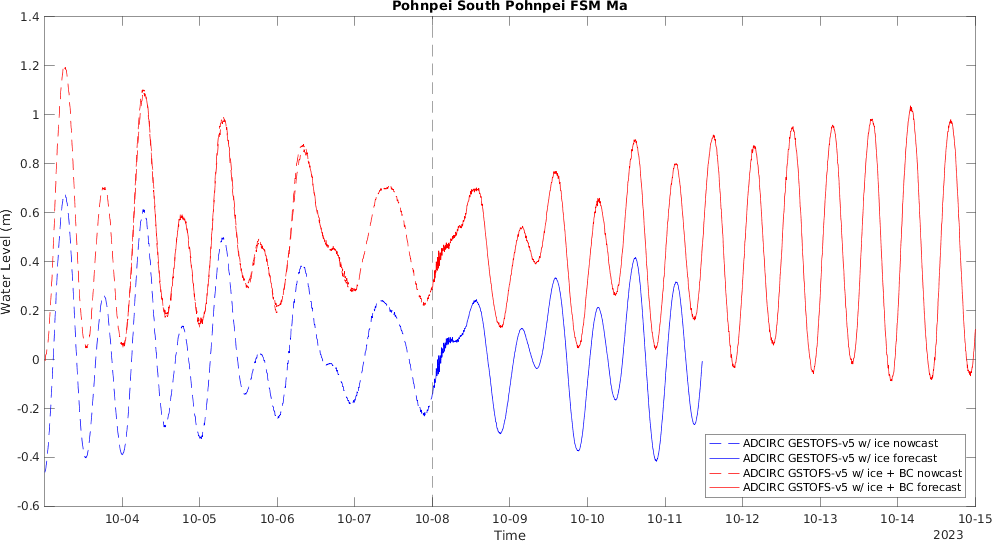 Pohnpei South Pohnpei FSM Ma
1.4
1.2
1
0.8
0.6
0.4
0.2
0
-0.2
-0.4
-0.6
Water Level (m)
10-04 10-05 10-06 10-07 10-08 10-09 10-10 10-11 10-12 10-13 10-14 10-15
Time
2023
ADCIRC GESTOFS-v5 w/ ice nowcast
ADCIRC GESTOFS-v5 w/ ice forecast
ADCIRC GSTOFS-v5 w/ ice + BC nowcast
ADCIRC GSTOFS-v5 w/ ice + BC forecast